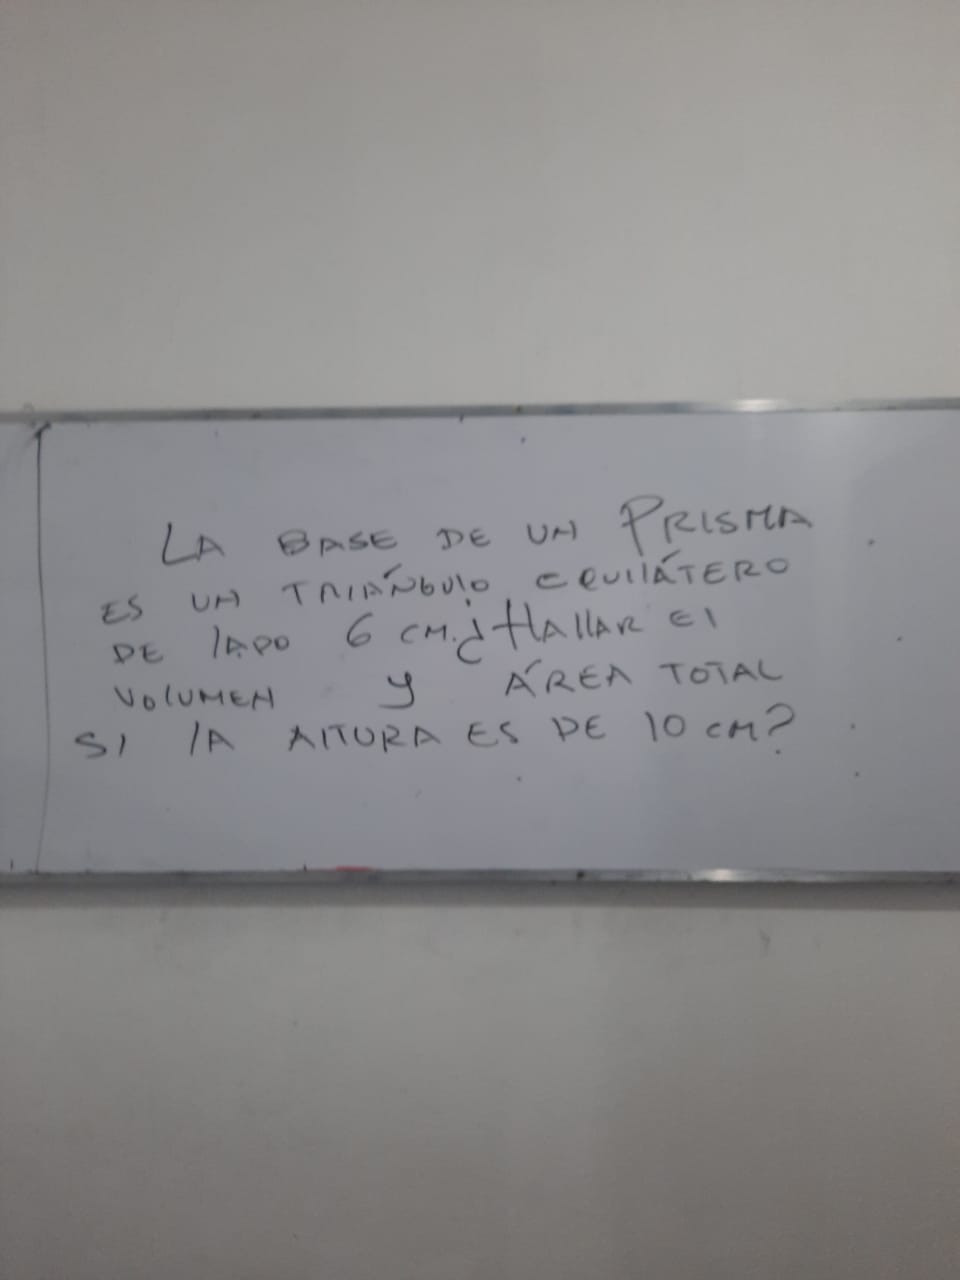 LA BASE DE UN PRISMA
ES UN TRIÁNGULO EQUILÁTERO
DE LADO 6 CM. ¿HALLAR EL
VOLUMEN Y ÁREA TOTAL
SI LA ALTURA ES DE 10 CM?